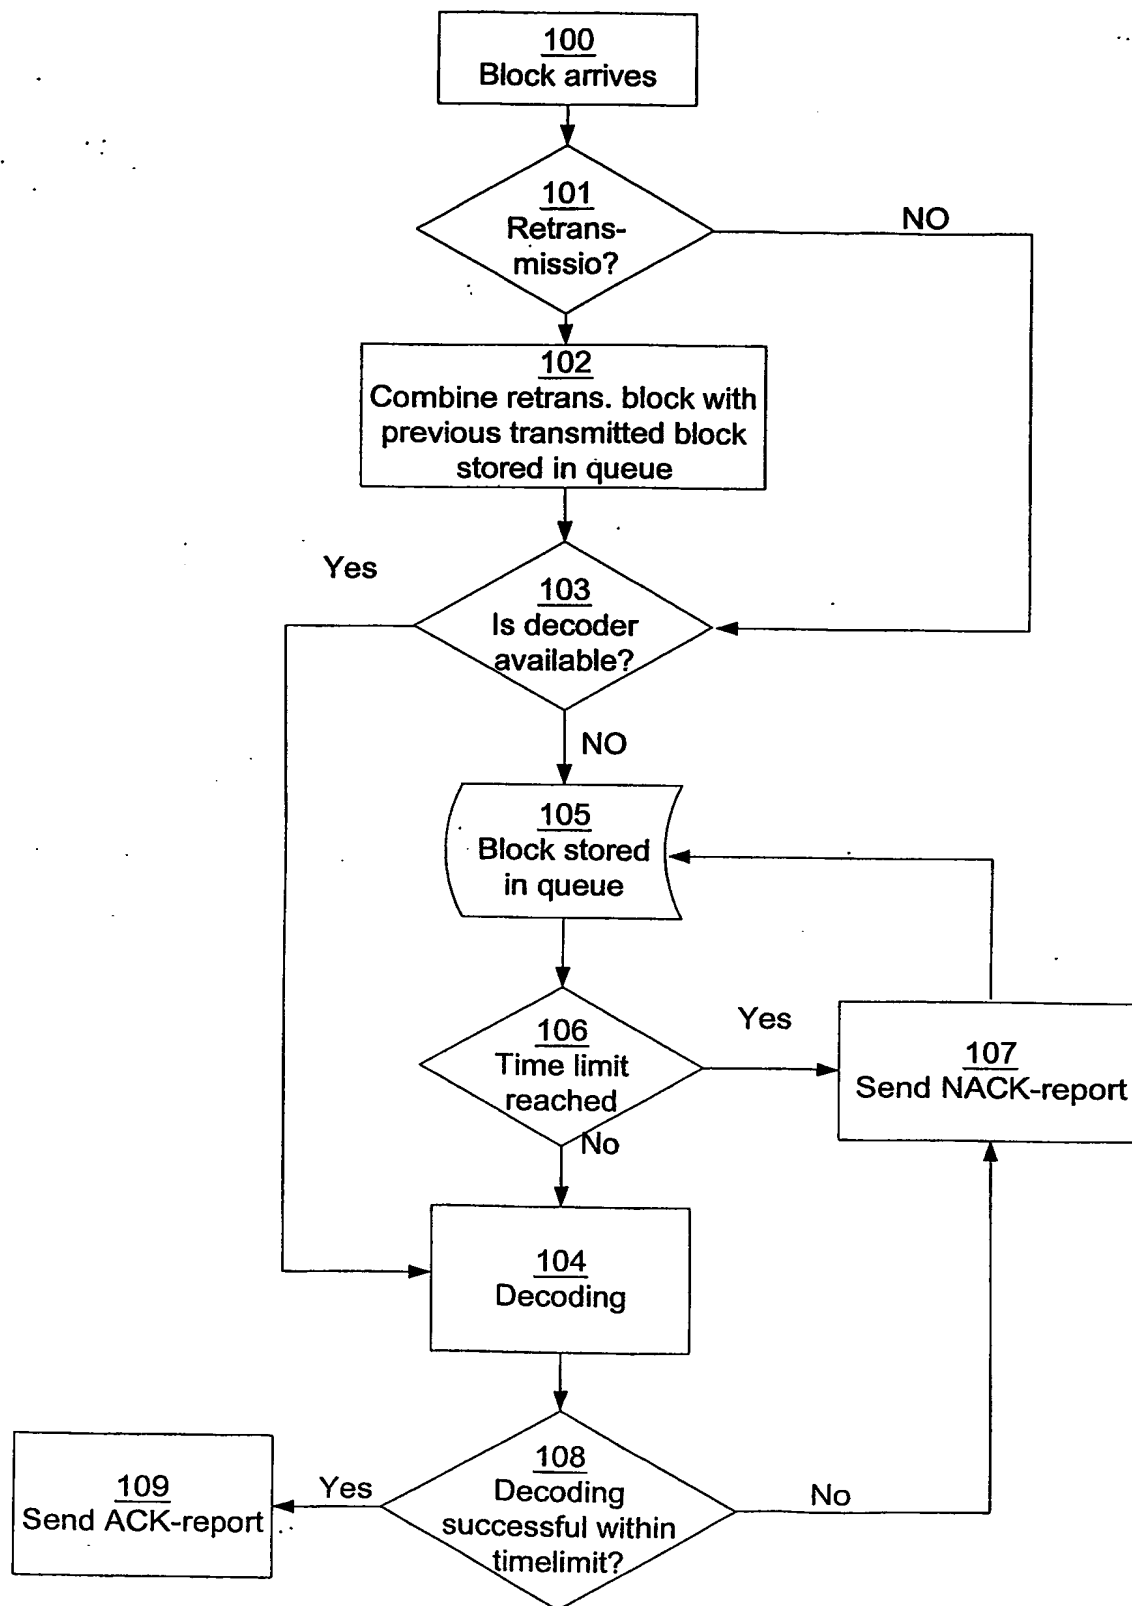 100
Block arrives
101
Retrans-
missio?
NO
102
Combine retrans. block with
previous transmitted block
stored in queue
Yes
103
Is decoder
available?
NO
105
Block stored
in queue
106
Time limit
reached
Yes
107
Send NACK-report
No
104
Decoding
108
Decoding
successful within
timelimit?
Yes
No
109
Send ACK-report